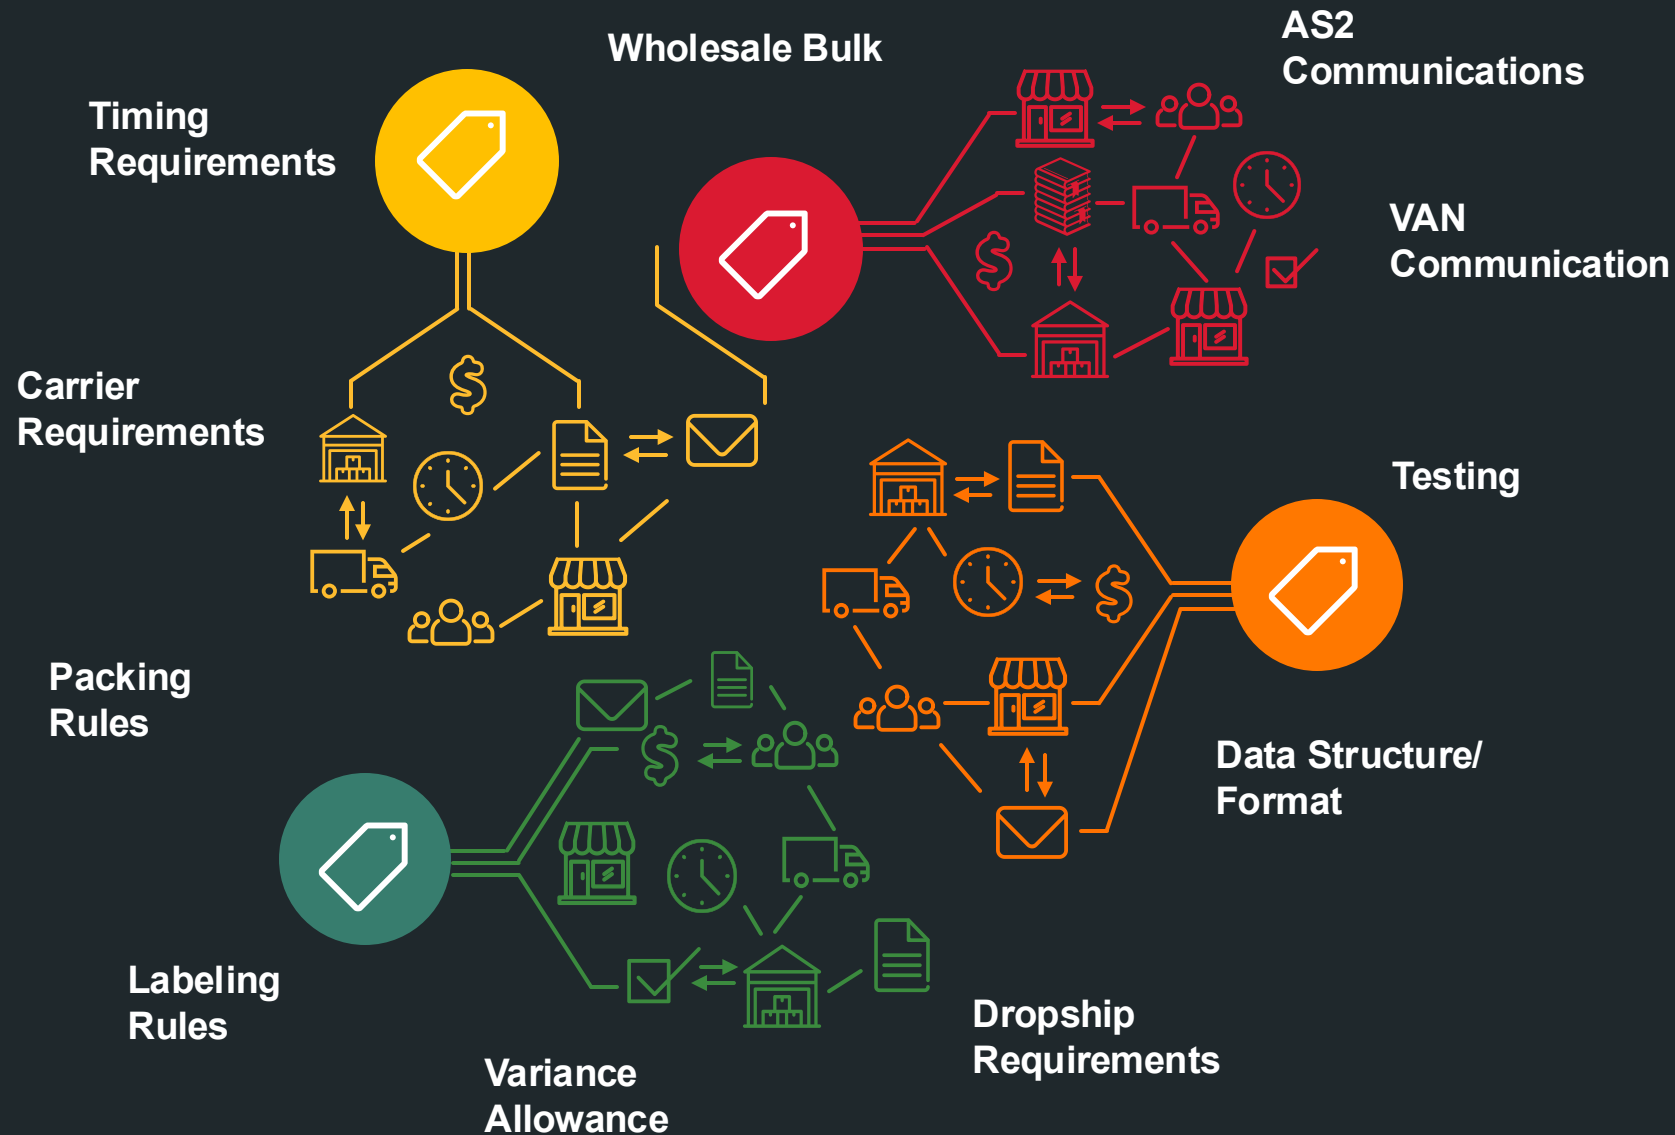 Wholesale Bulk
AS2
Communications
Timing
Requirements
VAN
Communication
Carrier
Requirements
Testing
Packing
Rules
Data Structure/
Format
Labeling
Rules
Dropship
Requirements
Variance
Allowance